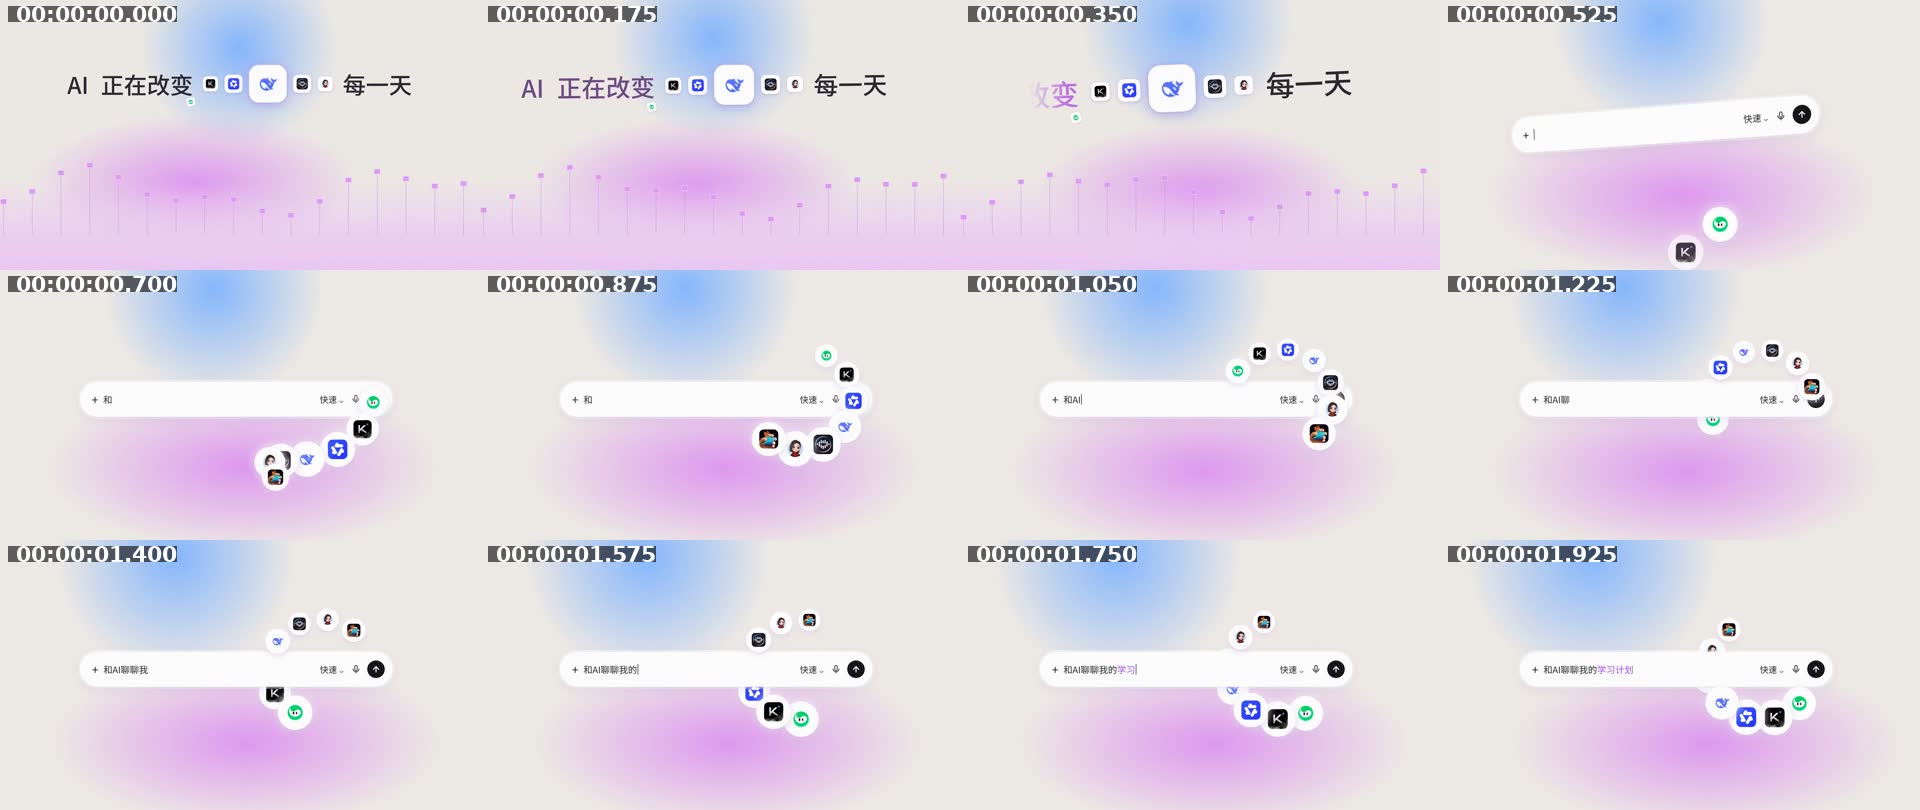 00:00:00.000
AI 正在改变 每一天
00:00:00.175
AI 正在改变 每一天
00:00:00.350
改变 每一天
00:00:00.525
+ 快速
00:00:00.700
+ 和 快速
00:00:00.875
+ 和 快速
00:00:01.050
+ 和AI 快速
00:00:01.225
+ 和AI聊 快速
00:00:01.400
+ 和AI聊聊我 快速
00:00:01.575
+ 和AI聊聊我的 快速
00:00:01.750
+ 和AI聊聊我的学习 快速
00:00:01.925
+ 和AI聊聊我的学习计划 快速